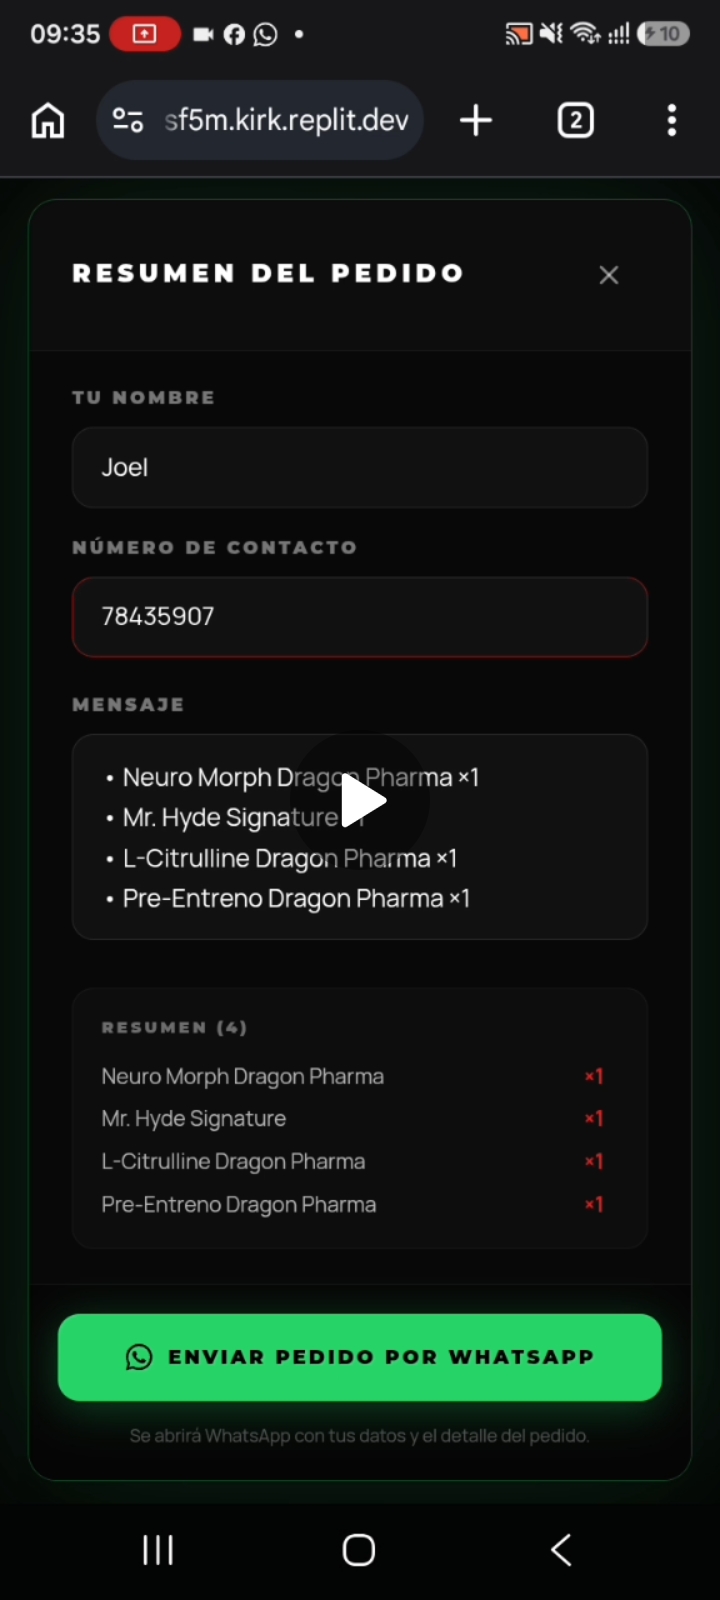 09:35
10
sf5m.kirk.replit.dev
2
RESUMEN DEL PEDIDO
TU NOMBRE
Joel
NÚMERO DE CONTACTO
78435907
MENSAJE
• Neuro Morph Dragon Pharma ×1
• Mr. Hyde Signature 1
• L-Citrulline Dragon Pharma ×1
• Pre-Entreno Dragon Pharma ×1
RESUMEN (4)
Neuro Morph Dragon Pharma ×1
Mr. Hyde Signature ×1
L-Citrulline Dragon Pharma ×1
Pre-Entreno Dragon Pharma ×1
ENVIAR PEDIDO POR WHATSAPP
Se abrirá WhatsApp con tus datos y el detalle del pedido.